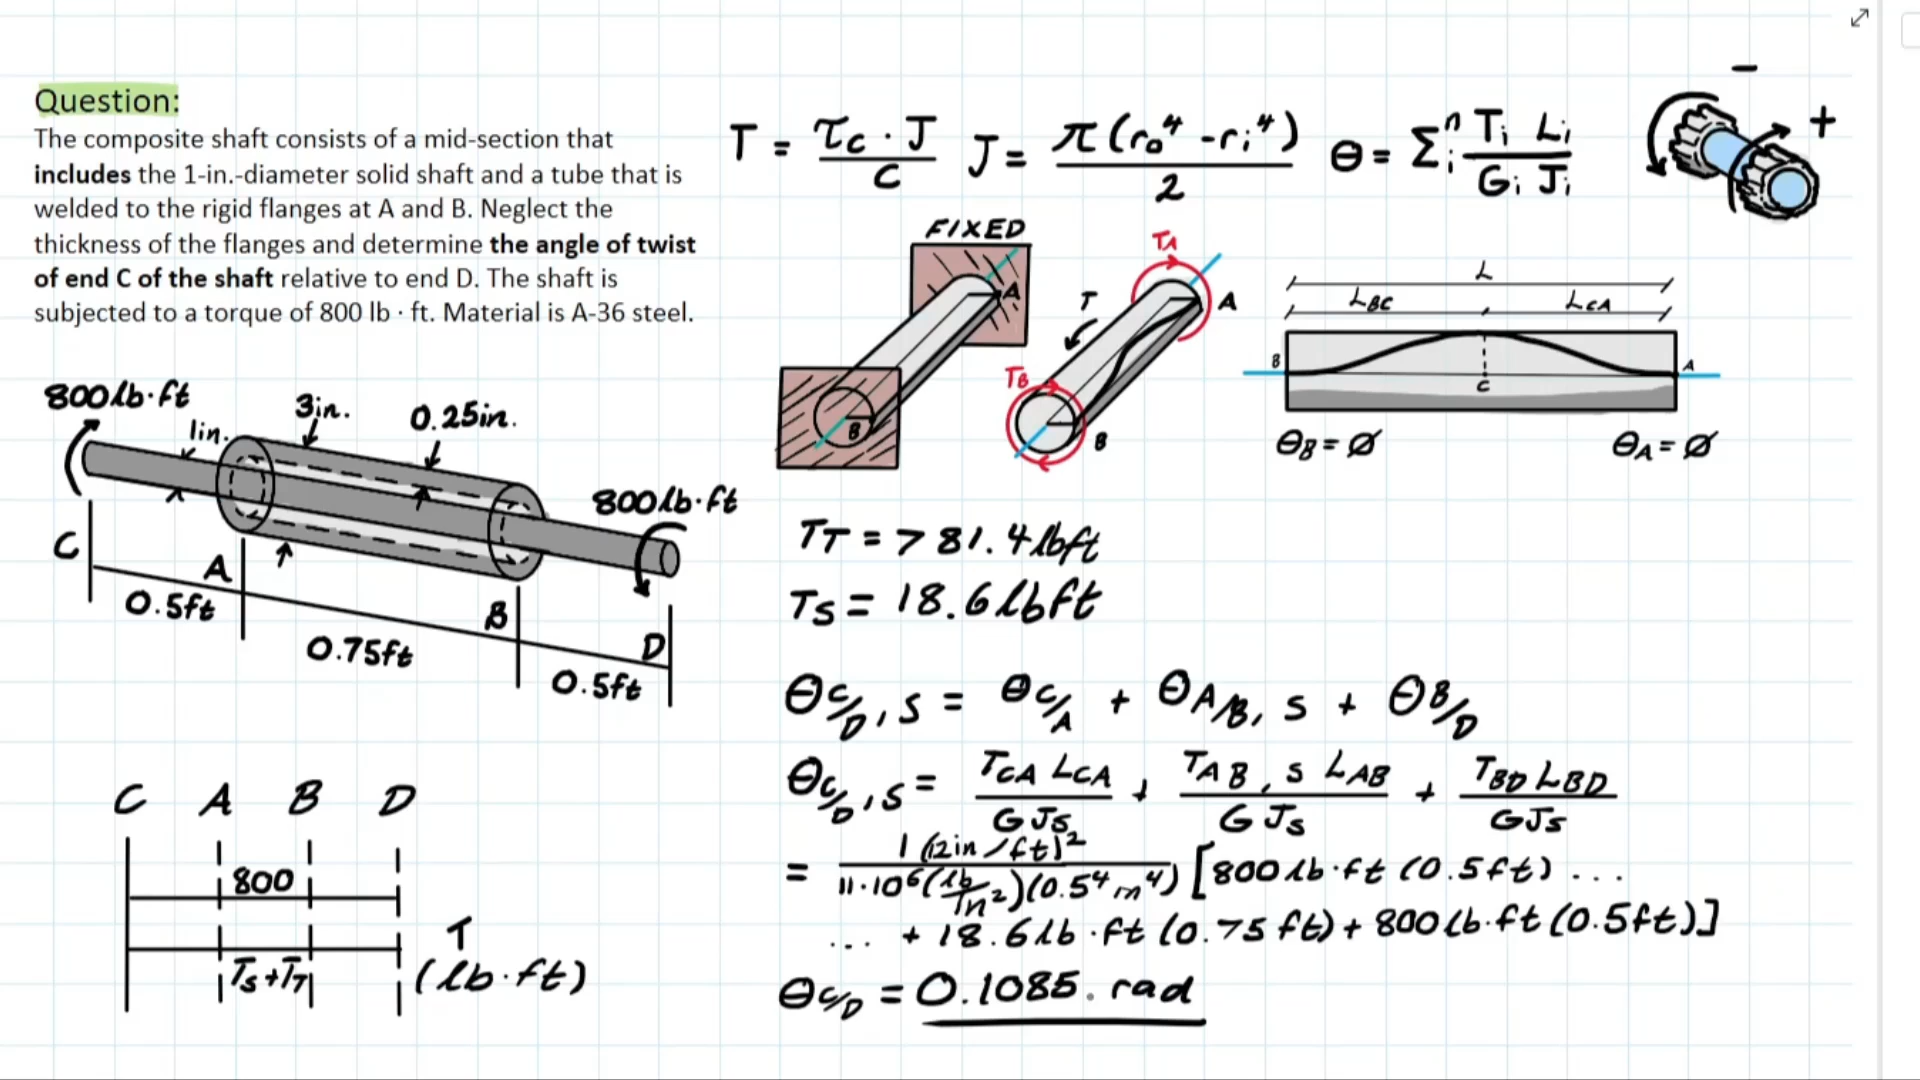 Question:
The composite shaft consists of a mid-section that
includes the 1-in.-diameter solid shaft and a tube that is
welded to the rigid flanges at A and B. Neglect the
thickness of the flanges and determine the angle of twist
of end C of the shaft relative to end D. The shaft is
subjected to a torque of 800 lb · ft. Material is A-36 steel.
T = τc · J / C
J = π(ro⁴ - ri⁴) / 2
Θ = Σiⁿ Ti Li / Gi Ji
-
+
FIXED
A
B
TA
T
A
TB
B
L
LBC LCA
B
A
C
ΘB = Ø
ΘA = Ø
800lb·ft
1in.
3in.
0.25in.
800lb·ft
C
A
B
D
0.5ft
0.75ft
0.5ft
TT = 781.4lbft
TS = 18.6lbft
ΘC/D,S = ΘC/A + ΘA/B,S + ΘB/D
ΘC/D,S = TCA LCA / GJS + TAB,S LAB / GJS + TBD LBD / GJS
= 1(12in/ft)² / 11·10⁶(lb/in²)(0.5⁴in⁴) [800lb·ft(0.5ft)...
... + 18.6lb·ft(0.75ft) + 800lb·ft(0.5ft)]
ΘC/D = 0.1085. rad
C A B D
800
TS+TT
T
(lb·ft)